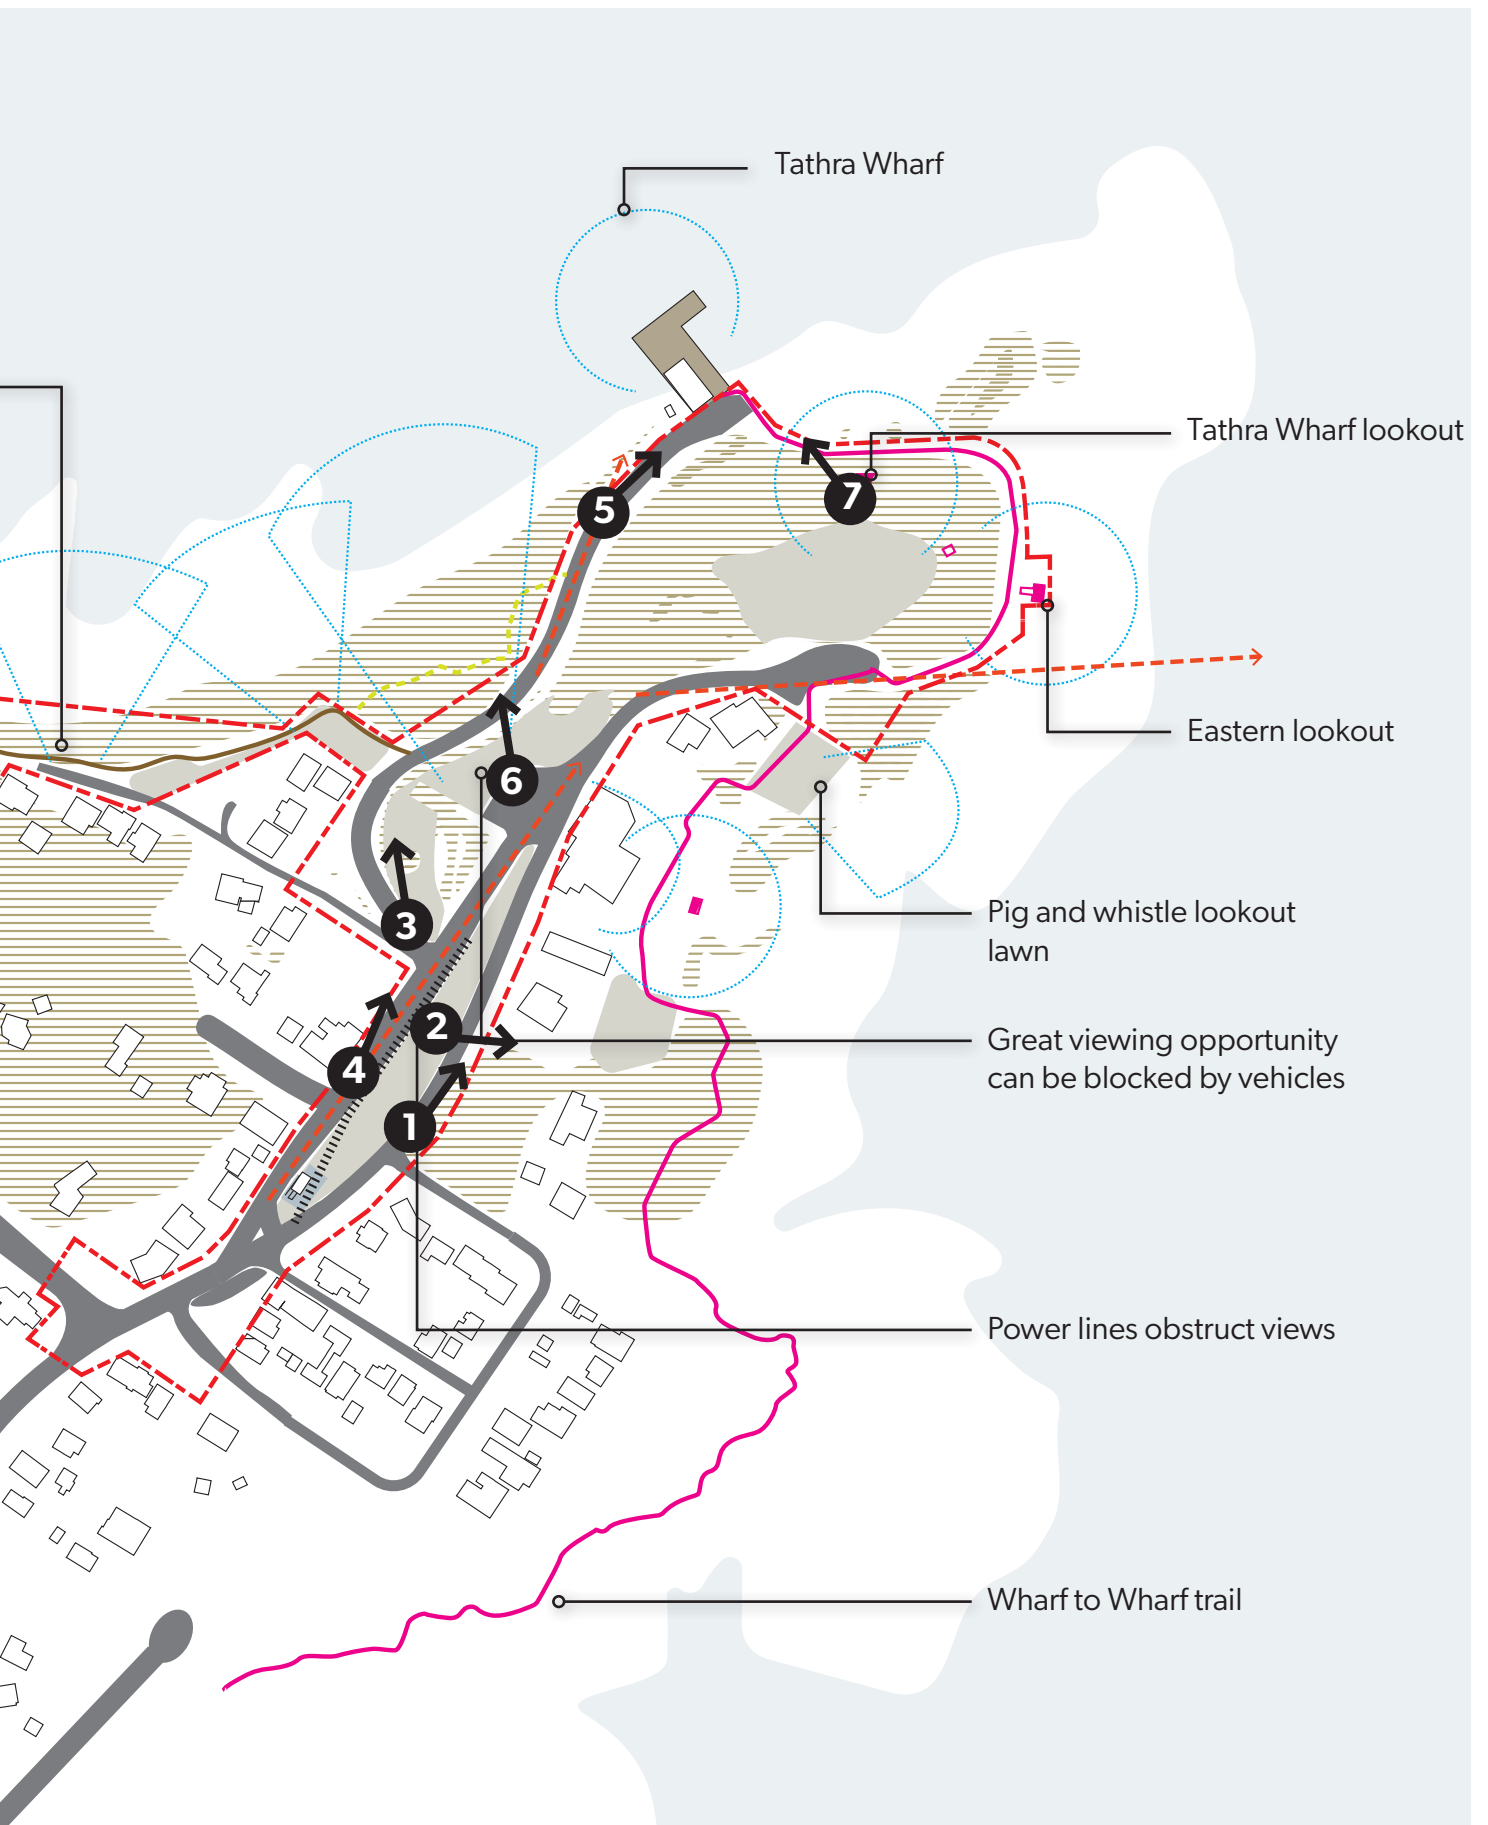 Tathra Wharf
Tathra Wharf lookout
7
5
Eastern lookout
6
3
Pig and whistle lookout
lawn
2
Great viewing opportunity
can be blocked by vehicles
4
1
Power lines obstruct views
Wharf to Wharf trail